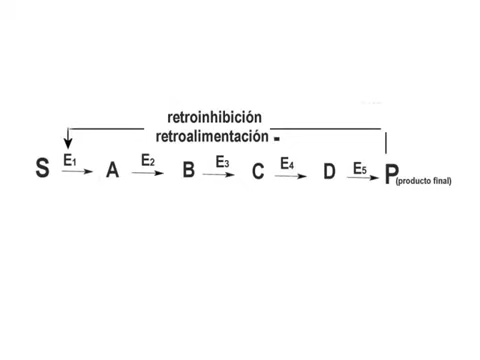 retroinhibición
retroalimentación -
S E1 A E2 B E3 C E4 D E5 P (producto final)